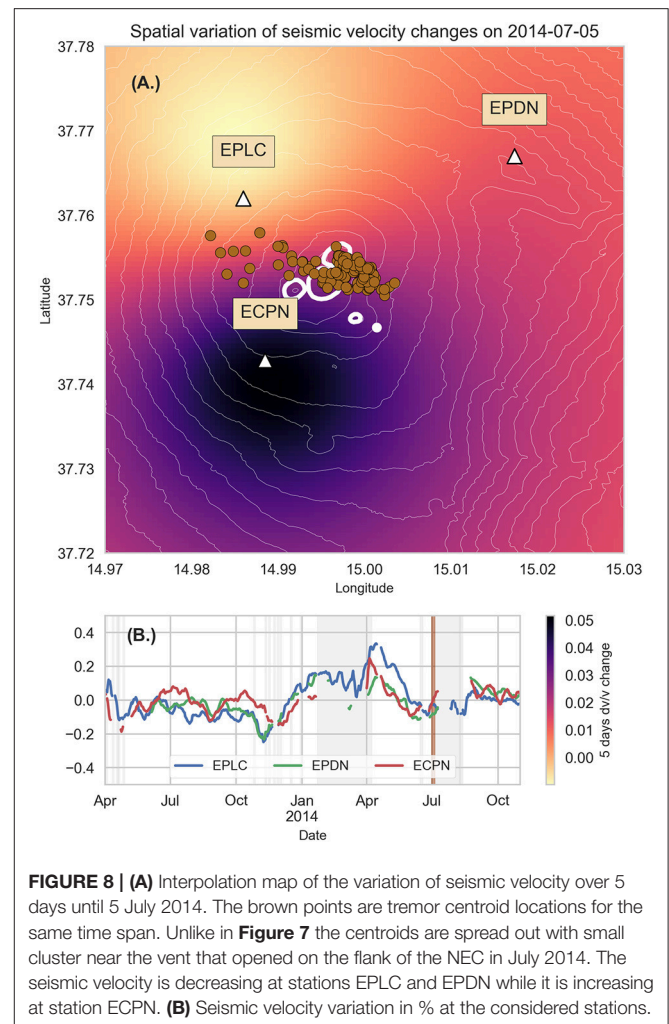 Spatial variation of seismic velocity changes on 2014-07-05
37.78
37.77
37.76
37.75
37.74
37.73
37.72
Latitude
(A.)
EPDN
EPLC
ECPN
14.97 14.98 14.99 15.00 15.01 15.02 15.03
Longitude
(B.)
0.4
0.2
0.0
−0.2
−0.4
EPLC EPDN ECPN
Apr Jul Oct Jan Apr Jul Oct
2014
Date
0.05
0.04
0.03
0.02
0.01
0.00
5 days dv/v change
FIGURE 8 | (A) Interpolation map of the variation of seismic velocity over 5
days until 5 July 2014. The brown points are tremor centroid locations for the
same time span. Unlike in Figure 7 the centroids are spread out with small
cluster near the vent that opened on the flank of the NEC in July 2014. The
seismic velocity is decreasing at stations EPLC and EPDN while it is increasing
at station ECPN. (B) Seismic velocity variation in % at the considered stations.